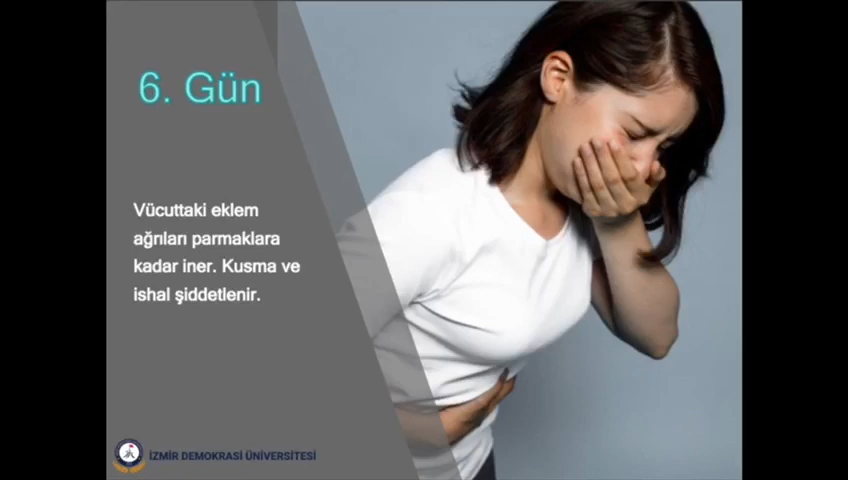 6. Gün
Vücuttaki eklem
ağrıları parmaklara
kadar iner. Kusma ve
ishal şiddetlenir.
İZMİR DEMOKRASİ ÜNİVERSİTESİ